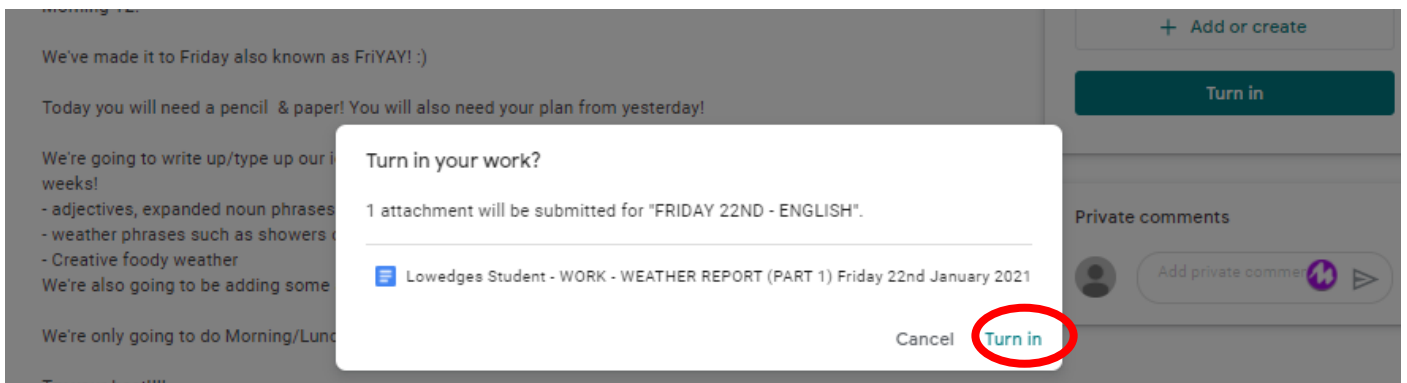 We've made it to Friday also known as FriYAY! :)
Today you will need a pencil & paper! You will also need your plan from yesterday!
We're going to write up/type up our i
weeks!
- adjectives, expanded noun phrases
- weather phrases such as showers
- Creative foody weather
We're also going to be adding some
We're only going to do Morning/Lunc
Turn in your work?
1 attachment will be submitted for "FRIDAY 22ND - ENGLISH".
Lowedges Student - WORK - WEATHER REPORT (PART 1) Friday 22nd January 2021
Cancel Turn in
+ Add or create
Turn in
Private comments
Add private comme